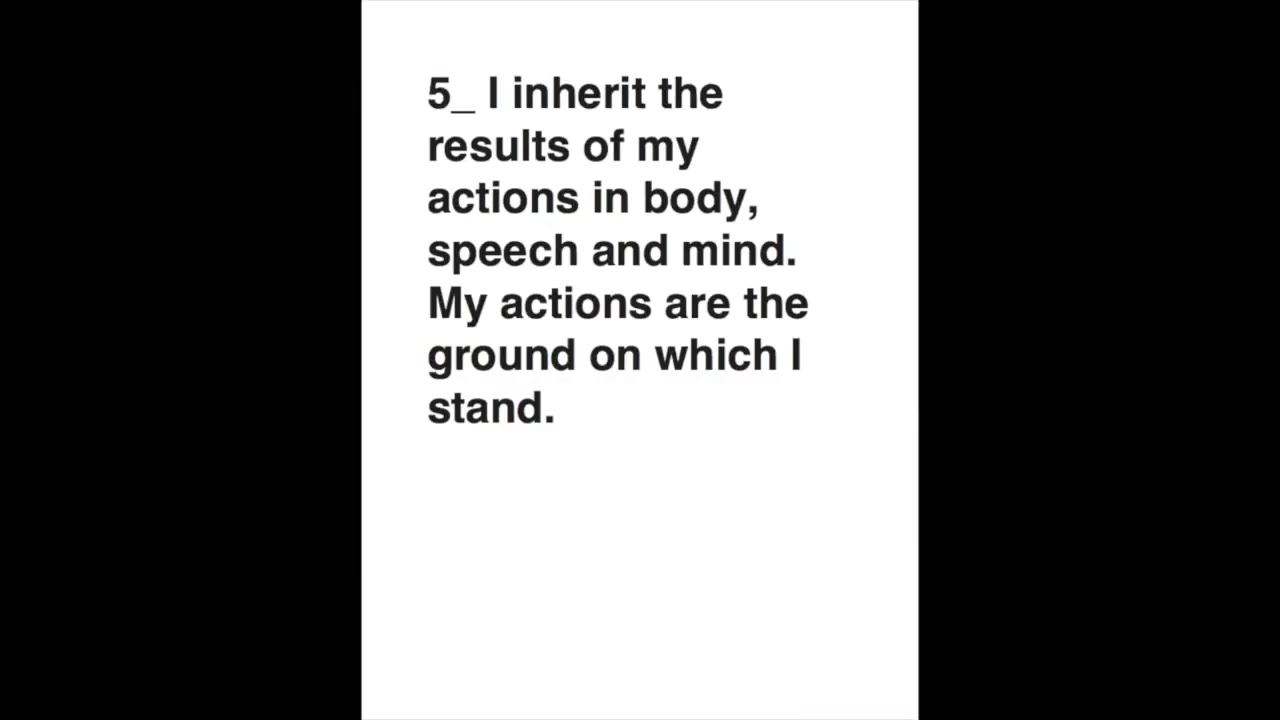 5_ I inherit the
results of my
actions in body,
speech and mind.
My actions are the
ground on which I
stand.